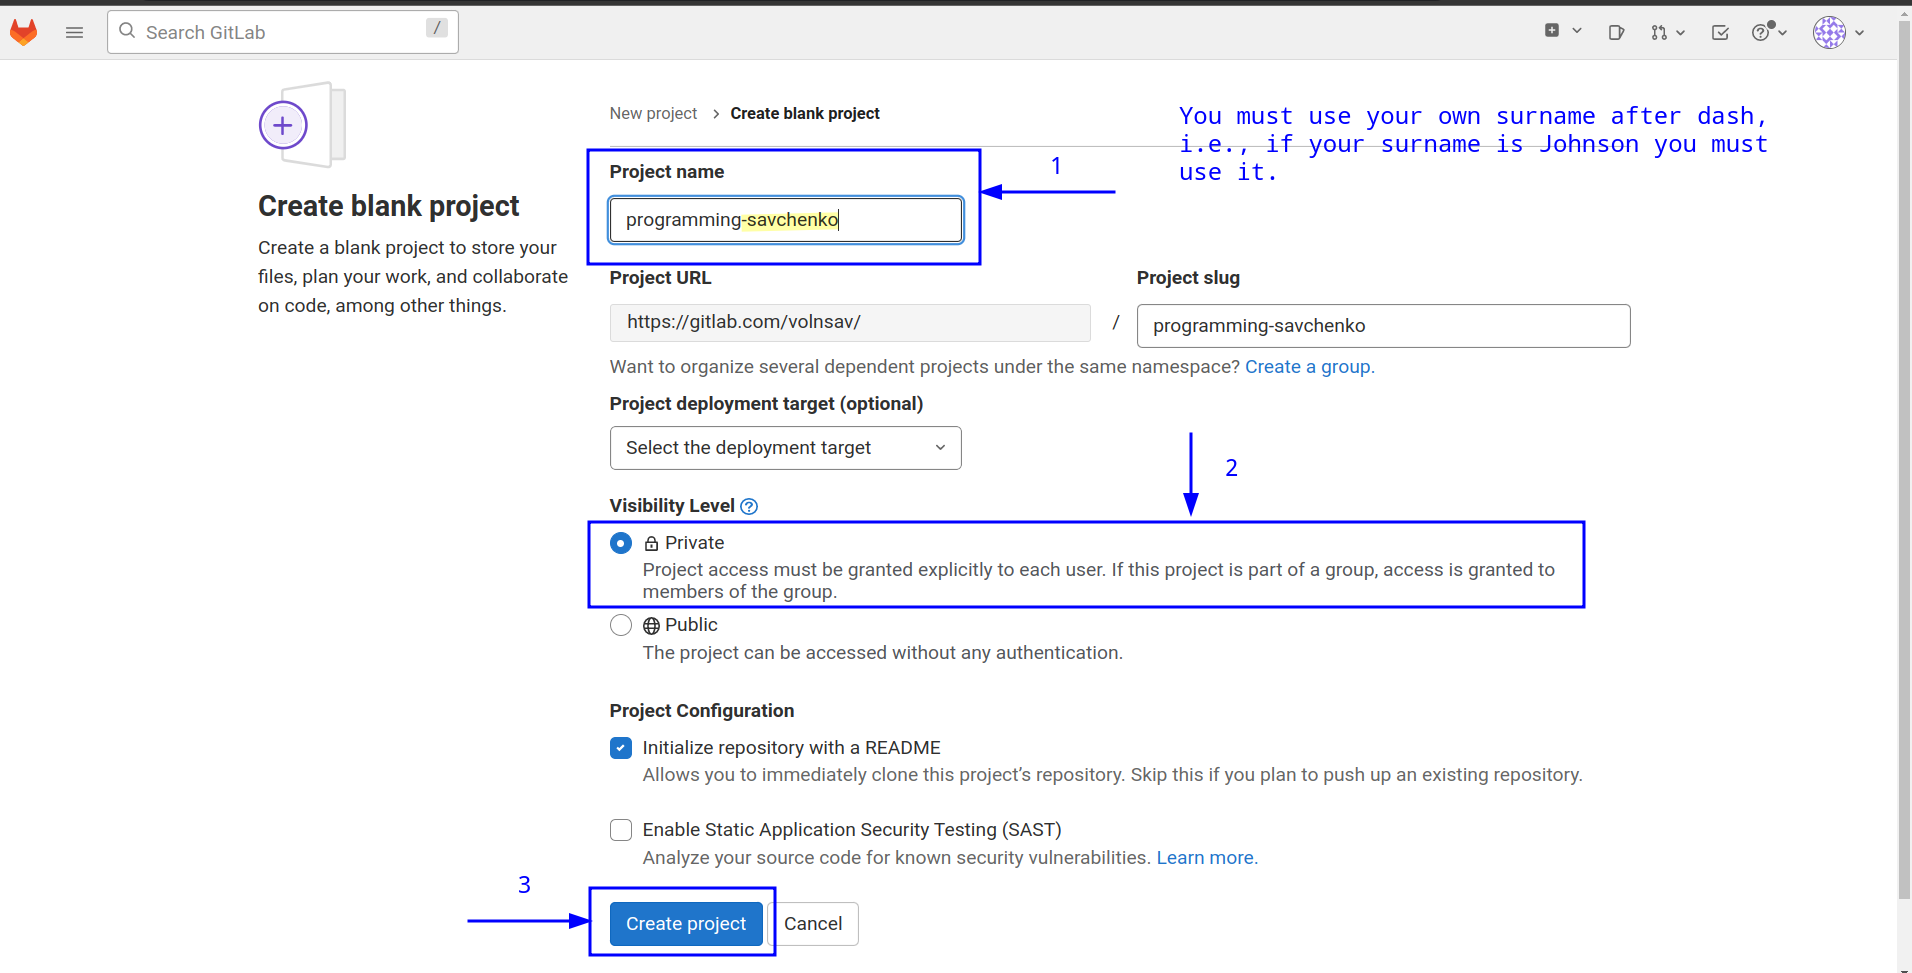 Search GitLab /
New project > Create blank project
You must use your own surname after dash,
i.e., if your surname is Johnson you must
use it.
1
Create blank project
Create a blank project to store your
files, plan your work, and collaborate
on code, among other things.
Project name
programming-savchenko
Project URL
Project slug
https://gitlab.com/volnsav/ / programming-savchenko
Want to organize several dependent projects under the same namespace? Create a group.
Project deployment target (optional)
Select the deployment target
2
Visibility Level
Private
Project access must be granted explicitly to each user. If this project is part of a group, access is granted to
members of the group.
Public
The project can be accessed without any authentication.
Project Configuration
Initialize repository with a README
Allows you to immediately clone this project’s repository. Skip this if you plan to push up an existing repository.
Enable Static Application Security Testing (SAST)
Analyze your source code for known security vulnerabilities. Learn more.
3
Create project Cancel